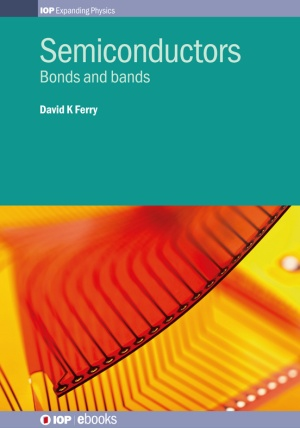 IOP Expanding Physics
Semiconductors
Bonds and bands
David K Ferry
IOP | ebooks